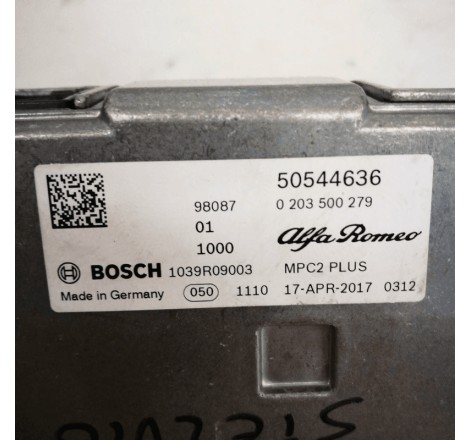 50544636
98087 0 203 500 279
01
1000 Alfa Romeo
BOSCH 1039R09003 MPC2 PLUS
Made in Germany 050 1110 17-APR-2017 0312